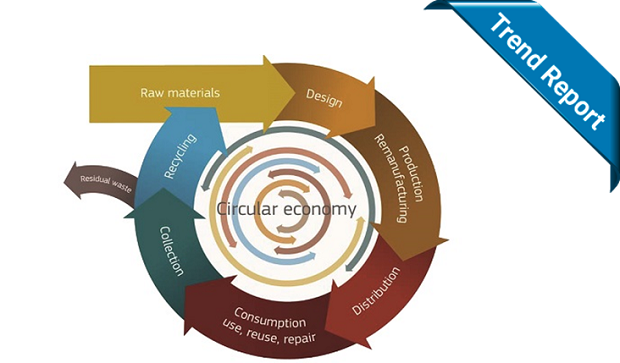 Trend Report
Raw materials
Design
Production
Remanufacturing
Distribution
Consumption
use, reuse, repair
Collection
Recycling
Residual waste
Circular economy